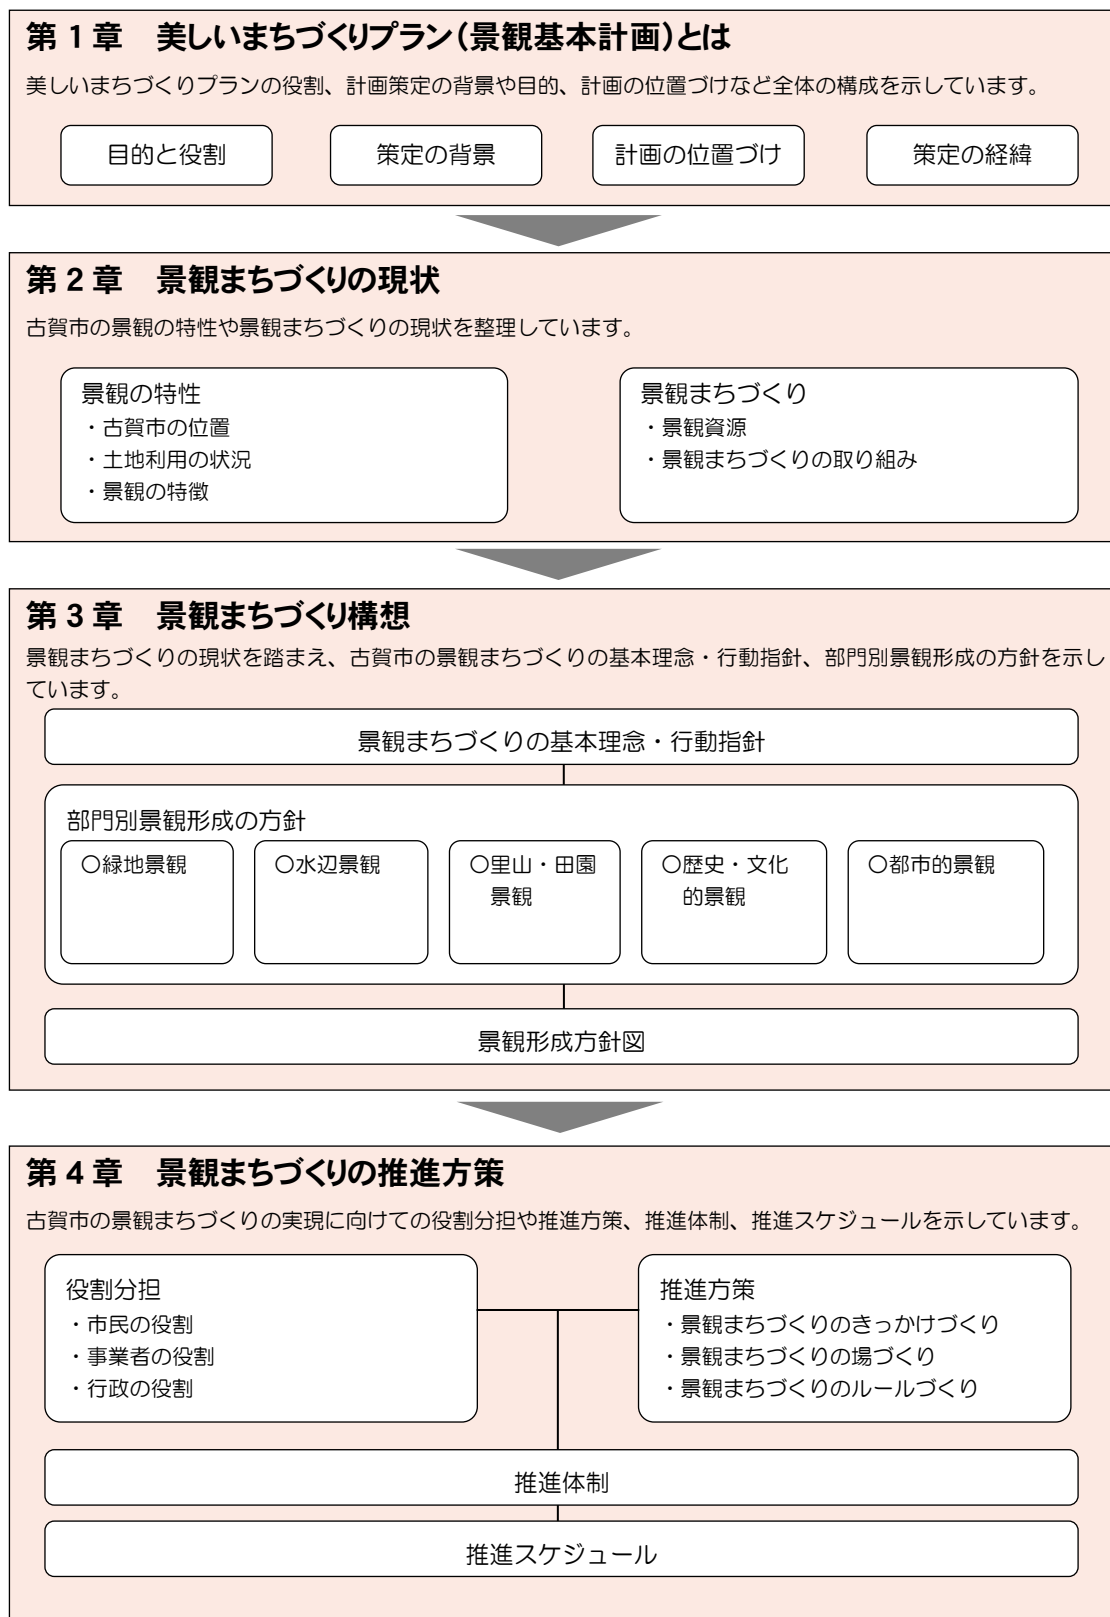 第1章 美しいまちづくりプラン（景観基本計画）とは
美しいまちづくりプランの役割、計画策定の背景や目的、計画の位置づけなど全体の構成を示しています。
目的と役割
策定の背景
計画の位置づけ
策定の経緯
第2章 景観まちづくりの現状
古賀市の景観の特性や景観まちづくりの現状を整理しています。
景観の特性
・古賀市の位置
・土地利用の状況
・景観の特徴
景観まちづくり
・景観資源
・景観まちづくりの取り組み
第3章 景観まちづくり構想
景観まちづくりの現状を踏まえ、古賀市の景観まちづくりの基本理念・行動指針、部門別景観形成の方針を示し
ています。
景観まちづくりの基本理念・行動指針
部門別景観形成の方針
○緑地景観
○水辺景観
○里山・田園
景観
○歴史・文化
的景観
○都市的景観
景観形成方針図
第4章 景観まちづくりの推進方策
古賀市の景観まちづくりの実現に向けての役割分担や推進方策、推進体制、推進スケジュールを示しています。
役割分担
・市民の役割
・事業者の役割
・行政の役割
推進方策
・景観まちづくりのきっかけづくり
・景観まちづくりの場づくり
・景観まちづくりのルールづくり
推進体制
推進スケジュール